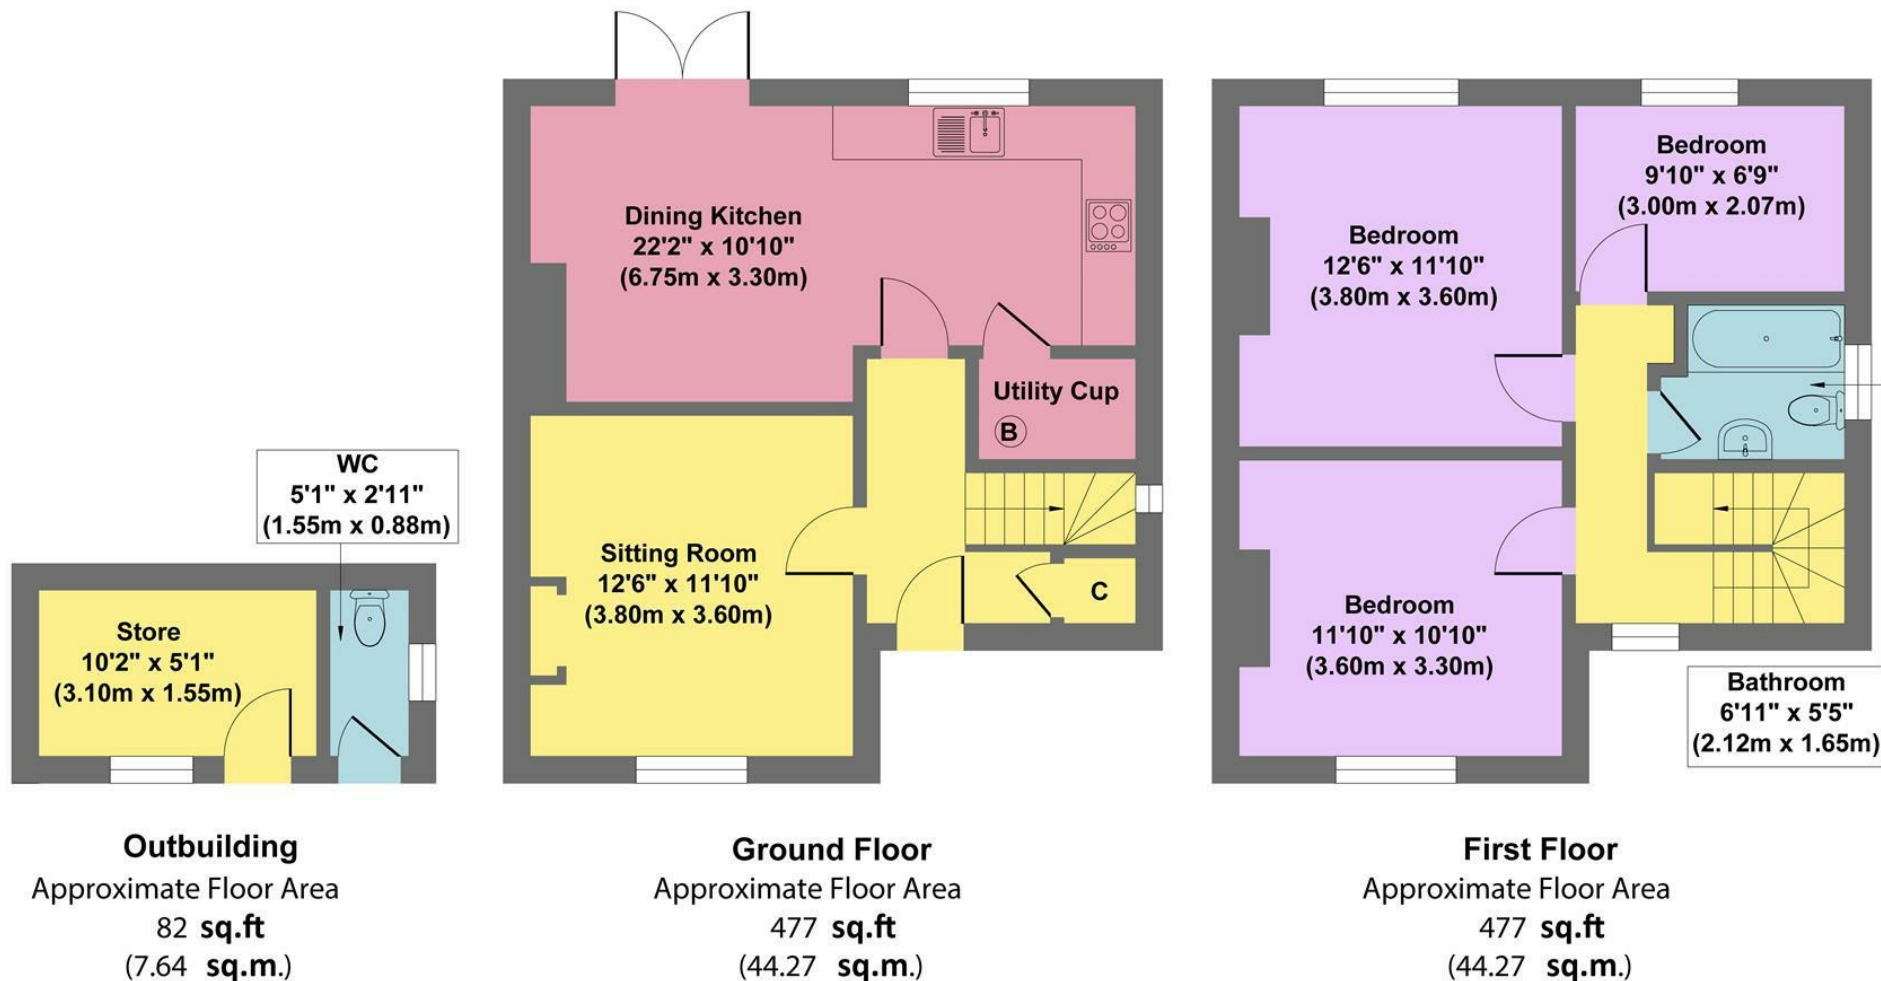 WC
5'1" x 2'11"
(1.55m x 0.88m)
Store
10'2" x 5'1"
(3.10m x 1.55m)
Outbuilding
Approximate Floor Area
82 sq.ft
(7.64 sq.m.)
Dining Kitchen
22'2" x 10'10"
(6.75m x 3.30m)
Utility Cup
B
Sitting Room
12'6" x 11'10"
(3.80m x 3.60m)
C
Ground Floor
Approximate Floor Area
477 sq.ft
(44.27 sq.m.)
Bedroom
12'6" x 11'10"
(3.80m x 3.60m)
Bedroom
9'10" x 6'9"
(3.00m x 2.07m)
Bedroom
11'10" x 10'10"
(3.60m x 3.30m)
Bathroom
6'11" x 5'5"
(2.12m x 1.65m)
First Floor
Approximate Floor Area
477 sq.ft
(44.27 sq.m.)